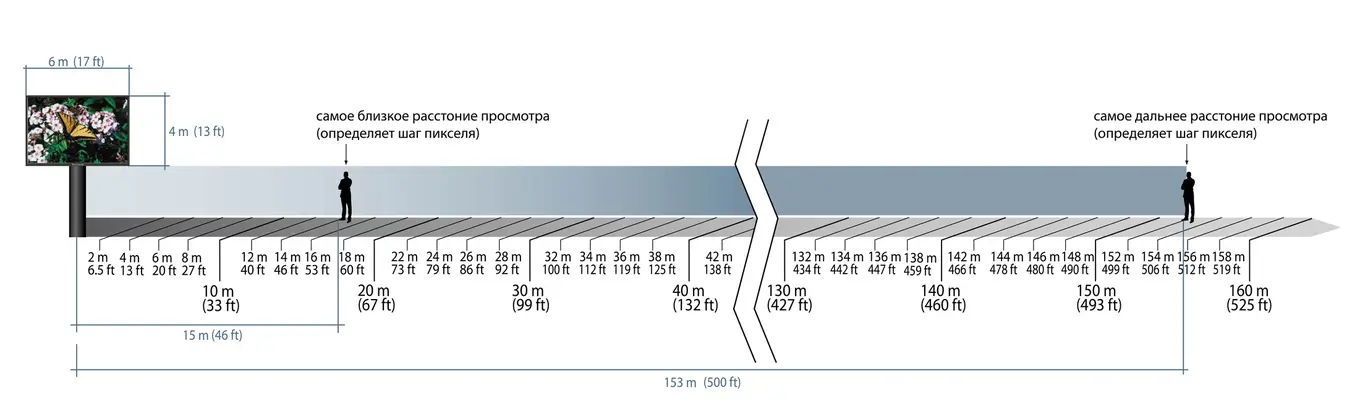 6 m (17 ft)
4 m (13 ft)
самое близкое расстоние просмотра
(определяет шаг пикселя)
самое дальнее расстоние просмотра
(определяет шаг пикселя)
2 m 4 m 6 m 8 m 12 m 14 m 16 m 18 m 22 m 24 m 26 m 28 m 32 m 34 m 36 m 38 m 42 m 132 m 134 m 136 m 138 m 142 m 144 m 146 m 148 m 152 m 154 m 156 m 158 m
6.5 ft 13 ft 20 ft 27 ft 40 ft 46 ft 53 ft 60 ft 73 ft 79 ft 86 ft 92 ft 100 ft 112 ft 119 ft 125 ft 138 ft 434 ft 442 ft 447 ft 459 ft 466 ft 478 ft 480 ft 490 ft 499 ft 506 ft 512 ft 519 ft
10 m 20 m 30 m 40 m 130 m 140 m 150 m 160 m
(33 ft) (67 ft) (99 ft) (132 ft) (427 ft) (460 ft) (493 ft) (525 ft)
15 m (46 ft)
153 m (500 ft)